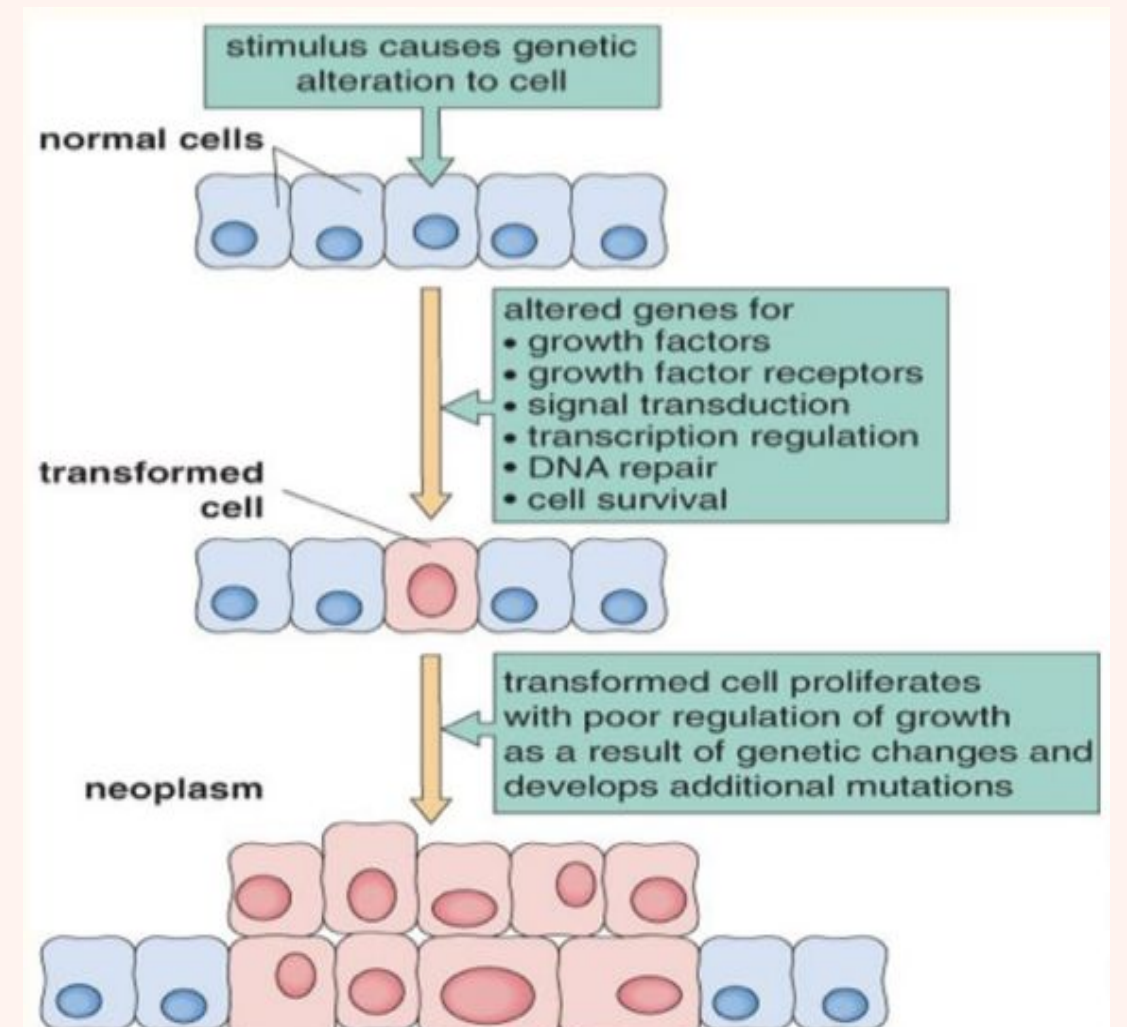 stimulus causes genetic
alteration to cell
normal cells
altered genes for
• growth factors
• growth factor receptors
• signal transduction
• transcription regulation
• DNA repair
• cell survival
transformed
cell
transformed cell proliferates
with poor regulation of growth
as a result of genetic changes and
develops additional mutations
neoplasm